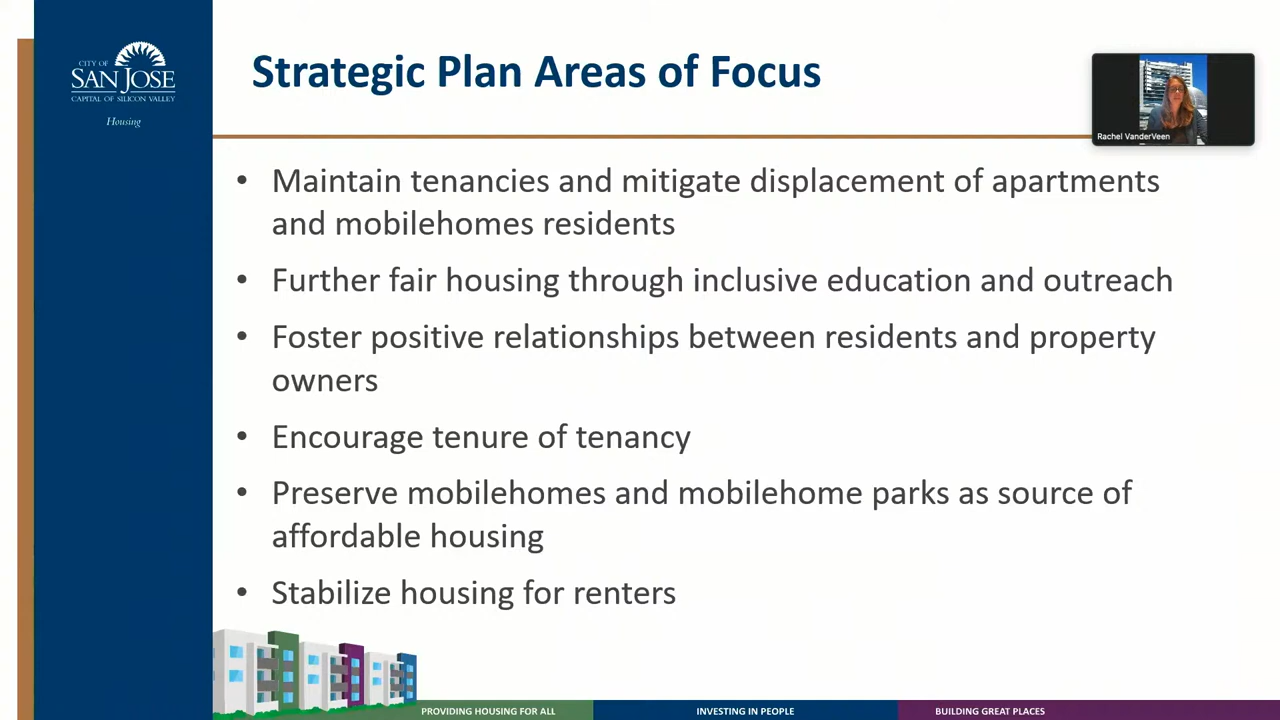 CITY OF
SAN JOSE
CAPITAL OF SILICON VALLEY
Housing
Strategic Plan Areas of Focus
Rachel VanderVeen
• Maintain tenancies and mitigate displacement of apartments
and mobilehomes residents
• Further fair housing through inclusive education and outreach
• Foster positive relationships between residents and property
owners
• Encourage tenure of tenancy
• Preserve mobilehomes and mobilehome parks as source of
affordable housing
• Stabilize housing for renters
PROVIDING HOUSING FOR ALL
INVESTING IN PEOPLE
BUILDING GREAT PLACES